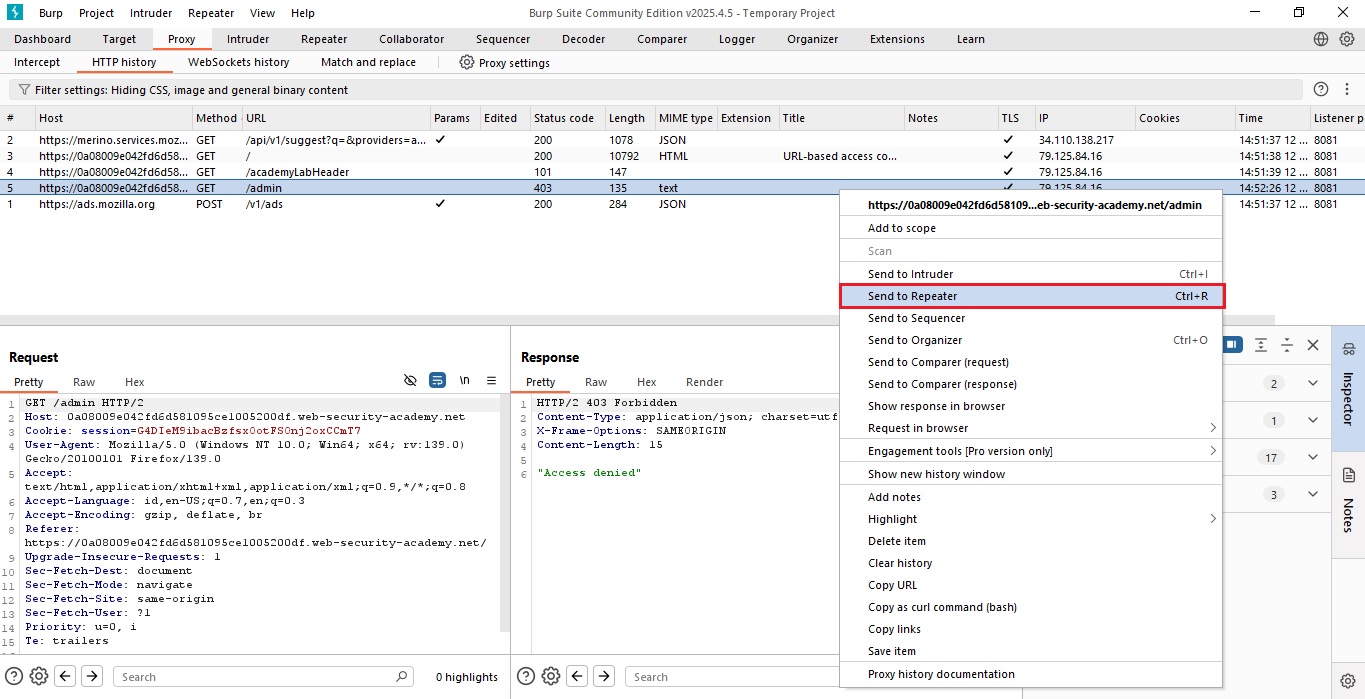 Burp Project Intruder Repeater View Help Burp Suite Community Edition v2025.4.5 - Temporary Project
Dashboard Target Proxy Intruder Repeater Collaborator Sequencer Decoder Comparer Logger Organizer Extensions Learn
Intercept HTTP history WebSockets history Match and replace Proxy settings
Filter settings: Hiding CSS, image and general binary content
# Host Method URL Params Edited Status code Length MIME type Extension Title Notes TLS IP Cookies Time Listener p
2 https://merino.services.moz... GET /api/v1/suggest?q=&providers=a... ✓ 200 1078 JSON ✓ 34.110.138.217 14:51:37 12 ... 8081
3 https://0a08009e042fd6d58... GET / 200 10792 HTML URL-based access co... ✓ 79.125.84.16 14:51:38 12 ... 8081
4 https://0a08009e042fd6d58... GET /academyLabHeader 101 147 ✓ 79.125.84.16 14:51:39 12 ... 8081
5 https://0a08009e042fd6d58... GET /admin 403 135 text ✓ 79.125.84.16 14:52:26 12 ... 8081
1 https://ads.mozilla.org POST /v1/ads ✓ 200 284 JSON 14:51:37 12 ... 8081
https://0a08009e042fd6d58109...eb-security-academy.net/admin
Add to scope
Scan
Send to Intruder Ctrl+I
Send to Repeater Ctrl+R
Send to Sequencer
Send to Organizer Ctrl+O
Send to Comparer (request)
Send to Comparer (response)
Show response in browser
Request in browser
Engagement tools [Pro version only]
Show new history window
Add notes
Highlight
Delete item
Clear history
Copy URL
Copy as curl command (bash)
Copy links
Save item
Proxy history documentation
Request
Pretty Raw Hex \n
1 GET /admin HTTP/2
2 Host: 0a08009e042fd6d581095ce1005200df.web-security-academy.net
3 Cookie: session=G4DIeM9ibacBzfsxOotFSOnj2oxCCmT7
4 User-Agent: Mozilla/5.0 (Windows NT 10.0; Win64; x64; rv:139.0)
Gecko/20100101 Firefox/139.0
5 Accept:
text/html,application/xhtml+xml,application/xml;q=0.9,*/*;q=0.8
6 Accept-Language: id,en-US;q=0.7,en;q=0.3
7 Accept-Encoding: gzip, deflate, br
8 Referer:
https://0a08009e042fd6d581095ce1005200df.web-security-academy.net/
9 Upgrade-Insecure-Requests: 1
10 Sec-Fetch-Dest: document
11 Sec-Fetch-Mode: navigate
12 Sec-Fetch-Site: same-origin
13 Sec-Fetch-User: ?1
14 Priority: u=0, i
15 Te: trailers
Search 0 highlights
Response
Pretty Raw Hex Render
1 HTTP/2 403 Forbidden
2 Content-Type: application/json; charset=utf
3 X-Frame-Options: SAMEORIGIN
4 Content-Length: 15
5
6 "Access denied"
Search
2
1
17
3
Inspector
Notes